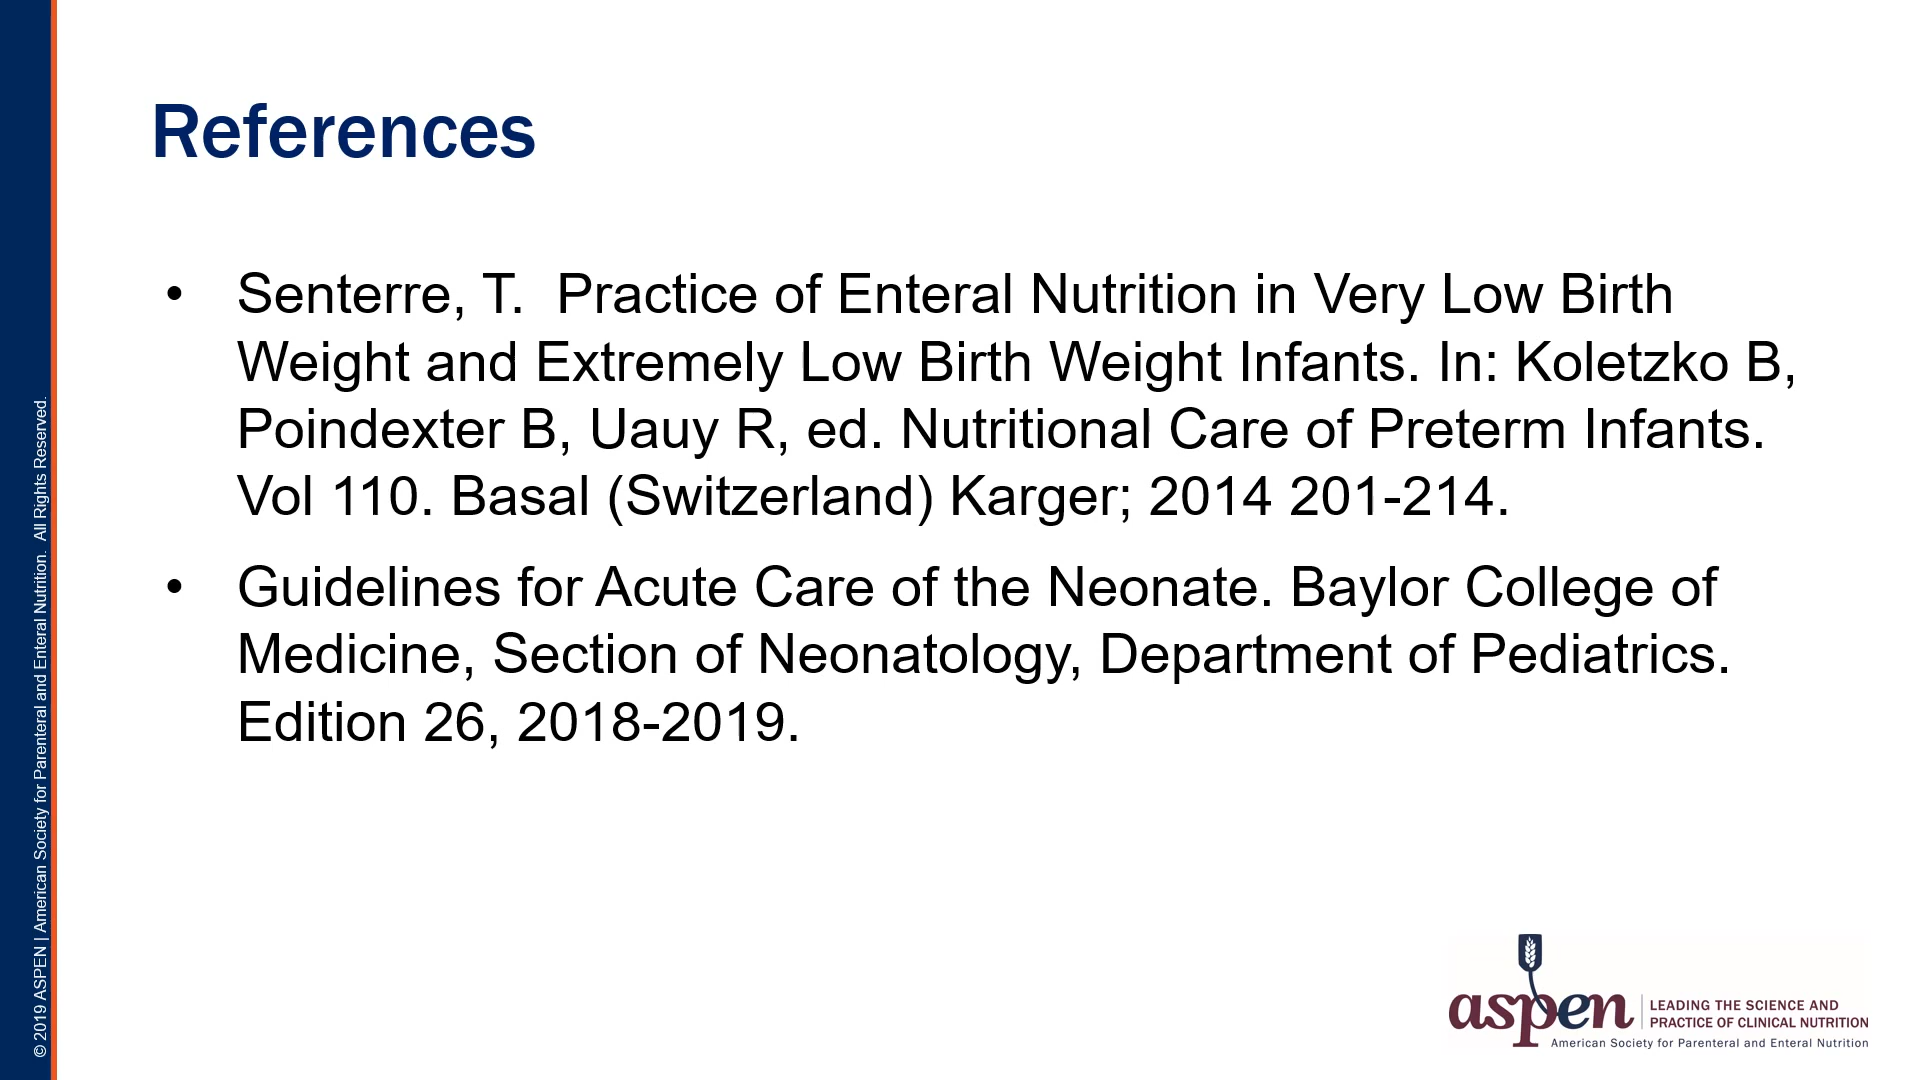 References
• Senterre, T.  Practice of Enteral Nutrition in Very Low Birth
Weight and Extremely Low Birth Weight Infants. In: Koletzko B,
Poindexter B, Uauy R, ed. Nutritional Care of Preterm Infants.
Vol 110. Basal (Switzerland) Karger; 2014 201-214.
• Guidelines for Acute Care of the Neonate. Baylor College of
Medicine, Section of Neonatology, Department of Pediatrics.
Edition 26, 2018-2019.
© 2019 ASPEN | American Society for Parenteral and Enteral Nutrition.  All Rights Reserved.
aspen
LEADING THE SCIENCE AND
PRACTICE OF CLINICAL NUTRITION
American Society for Parenteral and Enteral Nutrition